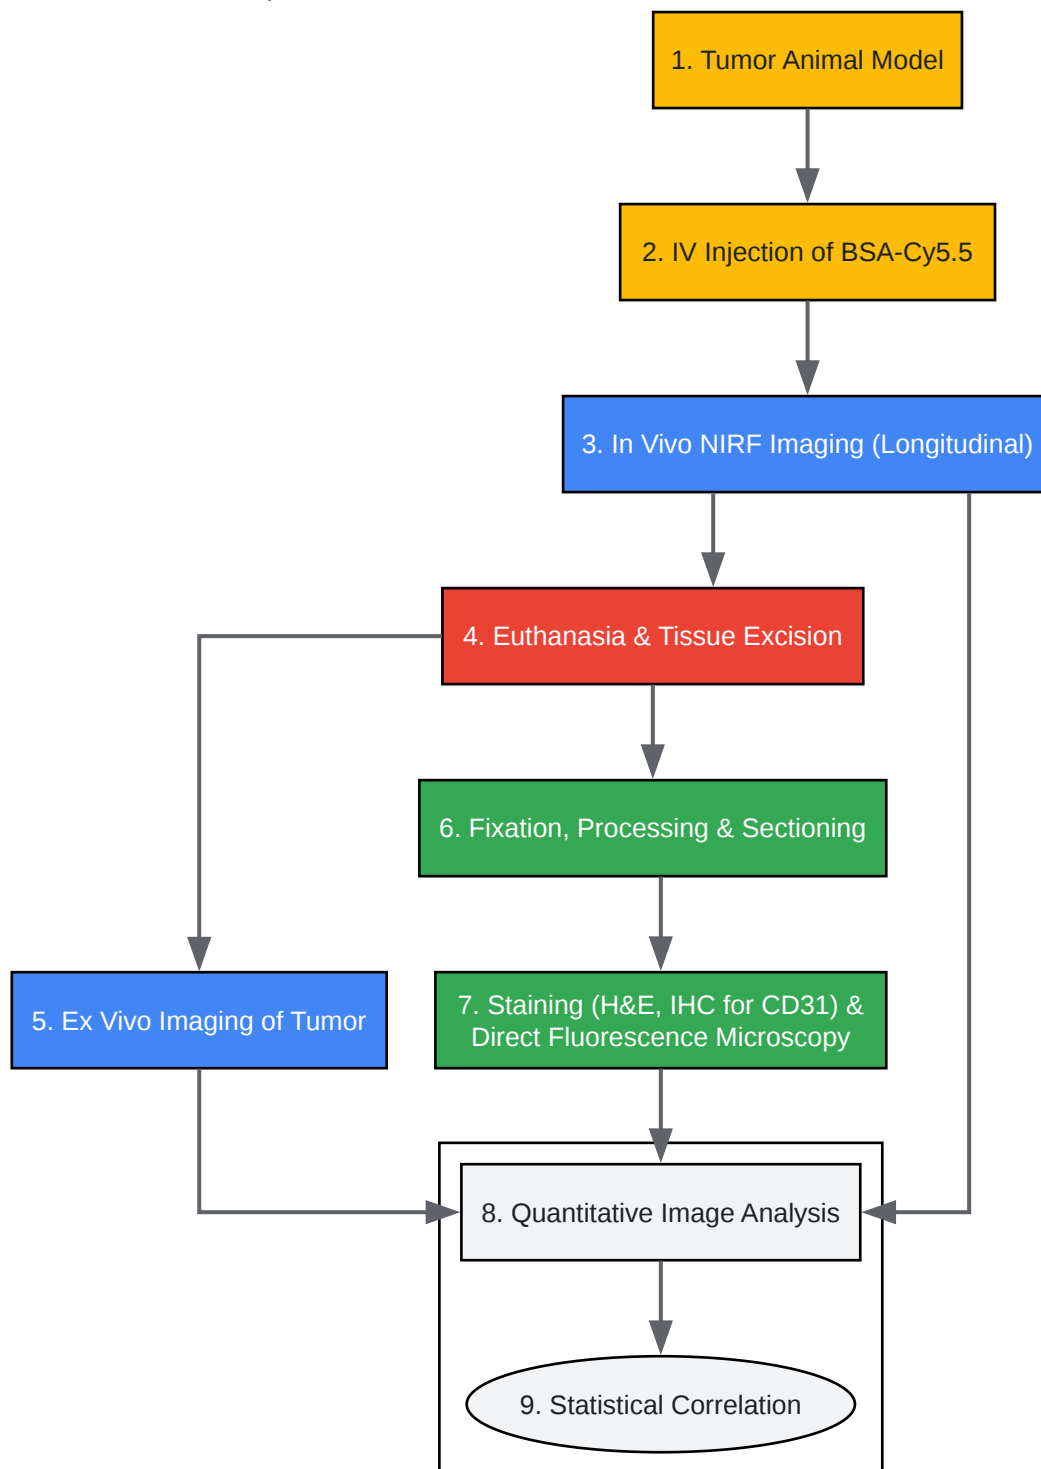 1. Tumor Animal Model
2. IV Injection of BSA-Cy5.5
3. In Vivo NIRF Imaging (Longitudinal)
4. Euthanasia & Tissue Excision
6. Fixation, Processing & Sectioning
5. Ex Vivo Imaging of Tumor
7. Staining (H&E, IHC for CD31) &
Direct Fluorescence Microscopy
8. Quantitative Image Analysis
9. Statistical Correlation